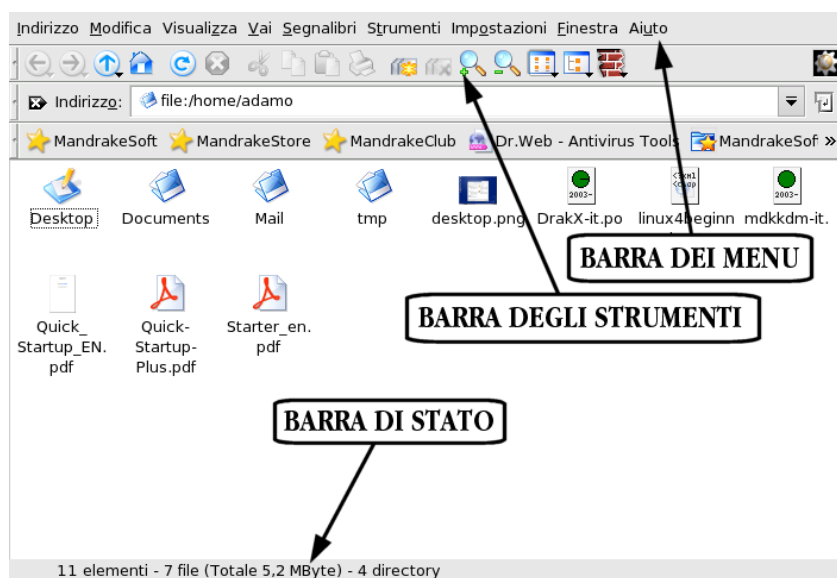 Indirizzo Modifica Visualizza Vai Segnalibri Strumenti Impostazioni Finestra Aiuto
Indirizzo: file:/home/adamo
MandrakeSoft MandrakeStore MandrakeClub Dr.Web - Antivirus Tools MandrakeSof »
Desktop Documents Mail tmp desktop.png DrakX-it.po linux4beginn mdkkdm-it.
BARRA DEI MENU
BARRA DEGLI STRUMENTI
Quick_ Quick- Starter_en.
Startup_EN. Startup- pdf
pdf Plus.pdf
BARRA DI STATO
11 elementi - 7 file (Totale 5,2 MByte) - 4 directory